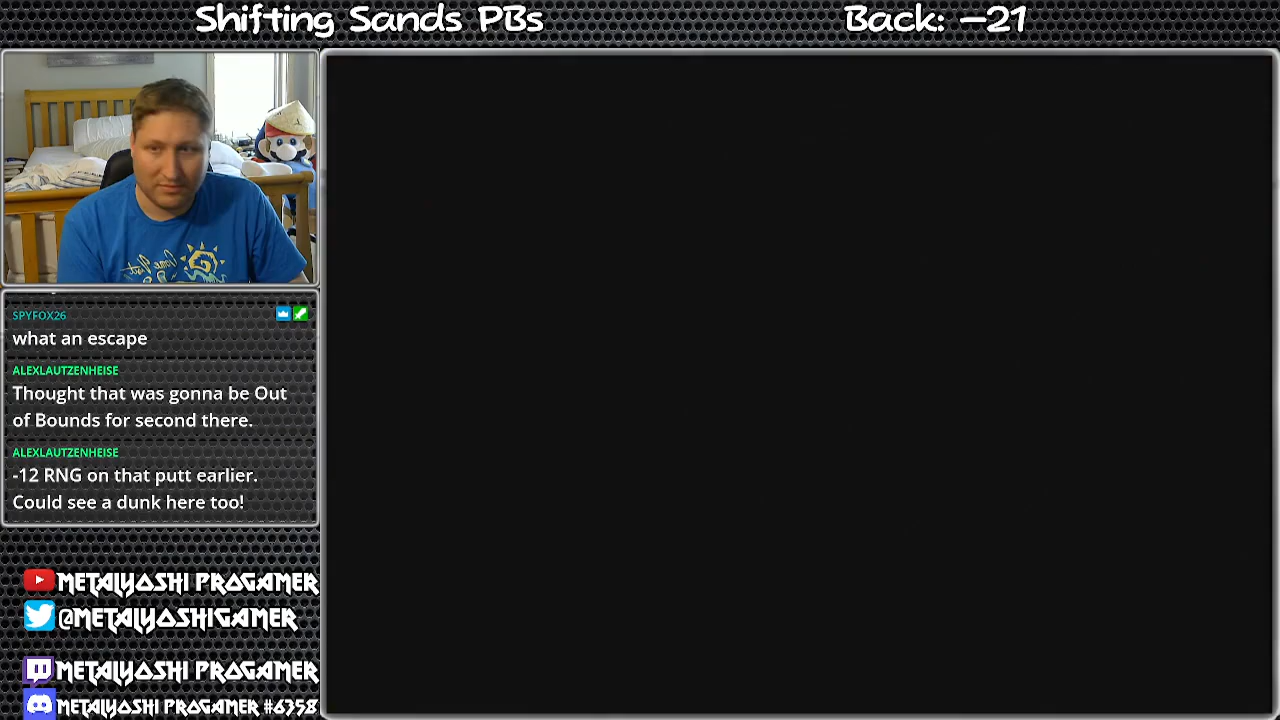 Shifting Sands PBs
Back: -21
SPYFOX26
what an escape
ALEXLAUTZENHEISE
Thought that was gonna be Out
of Bounds for second there.
ALEXLAUTZENHEISE
-12 RNG on that putt earlier.
Could see a dunk here too!
METALYOSHI PROGAMER
@METALYOSHIGAMER
METALYOSHI PROGAMER
METALYOSHI PROGAMER #6358